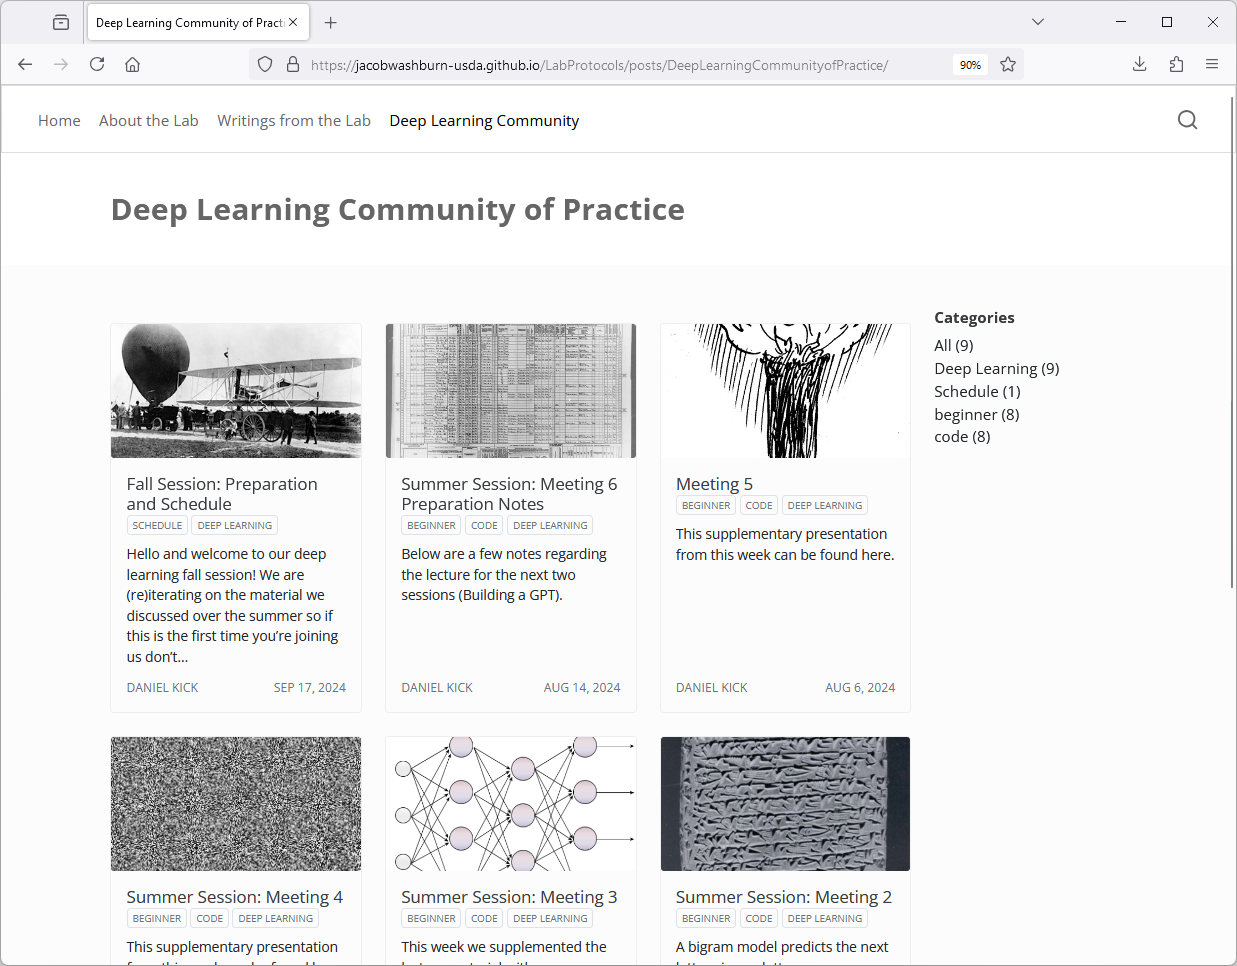 Deep Learning Community of Practi
https://jacobwashburn-usda.github.io/LabProtocols/posts/DeepLearningCommunityofPractice/
90%
Home About the Lab Writings from the Lab Deep Learning Community
Deep Learning Community of Practice
Fall Session: Preparation
and Schedule
SCHEDULE DEEP LEARNING
Hello and welcome to our deep
learning fall session! We are
(re)iterating on the material we
discussed over the summer so if
this is the first time you’re joining
us don’t…
DANIEL KICK SEP 17, 2024
Summer Session: Meeting 6
Preparation Notes
BEGINNER CODE DEEP LEARNING
Below are a few notes regarding
the lecture for the next two
sessions (Building a GPT).
DANIEL KICK AUG 14, 2024
Meeting 5
BEGINNER CODE DEEP LEARNING
This supplementary presentation
from this week can be found here.
DANIEL KICK AUG 6, 2024
Categories
All (9)
Deep Learning (9)
Schedule (1)
beginner (8)
code (8)
Summer Session: Meeting 4
BEGINNER CODE DEEP LEARNING
This supplementary presentation
Summer Session: Meeting 3
BEGINNER CODE DEEP LEARNING
This week we supplemented the
Summer Session: Meeting 2
BEGINNER CODE DEEP LEARNING
A bigram model predicts the next